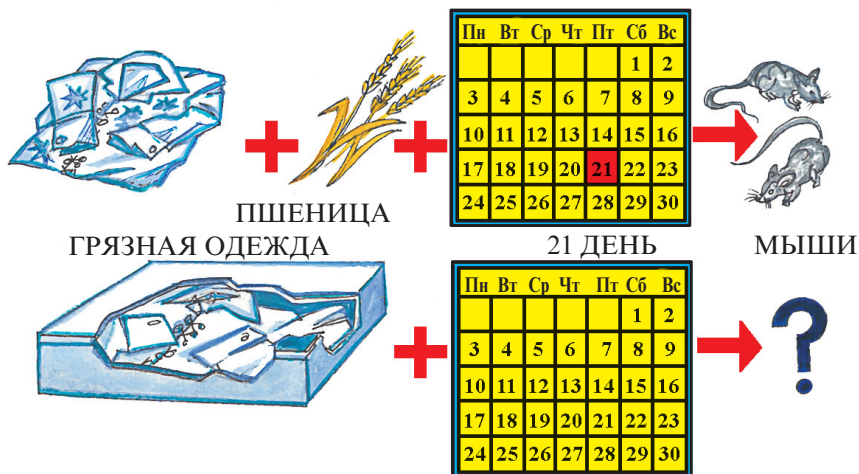 Пн Вт Ср Чт Пт Сб Вс
1 2
3 4 5 6 7 8 9
10 11 12 13 14 15 16
17 18 19 20 21 22 23
24 25 26 27 28 29 30
ПШЕНИЦА
ГРЯЗНАЯ ОДЕЖДА 21 ДЕНЬ МЫШИ
Пн Вт Ср Чт Пт Сб Вс
1 2
3 4 5 6 7 8 9
10 11 12 13 14 15 16
17 18 19 20 21 22 23
24 25 26 27 28 29 30
?